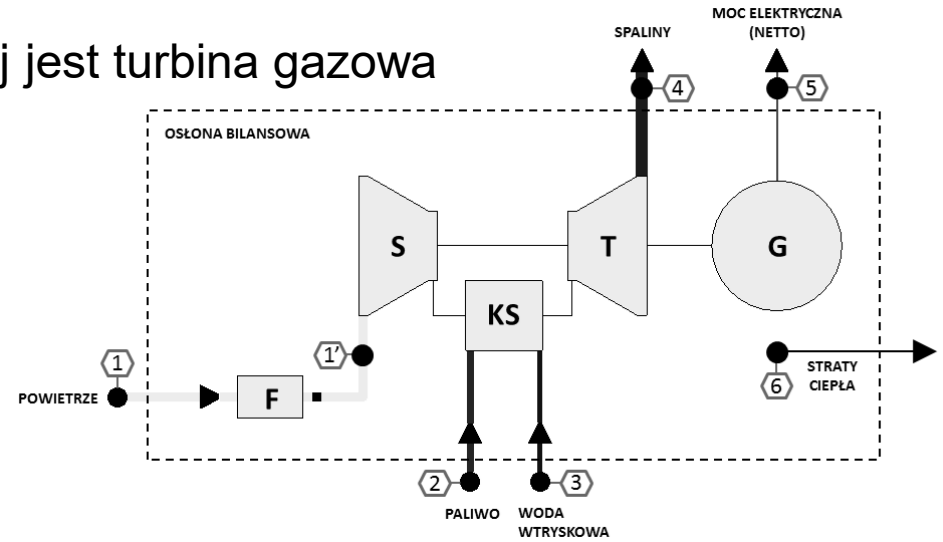 MOC ELEKTRYCZNA
(NETTO)
SPALINY
j jest turbina gazowa
4
5
OSŁONA BILANSOWA
S
T
G
KS
1
1’
6
STRATY
CIEPŁA
POWIETRZE
F
2
3
PALIWO
WODA
WTRYSKOWA